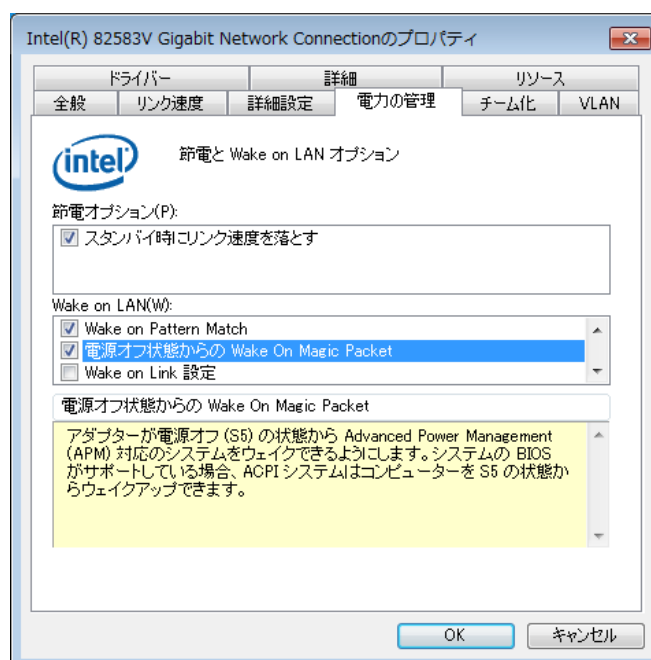 Intel(R) 82583V Gigabit Network Connectionのプロパティ
ドライバー 詳細 リソース
全般 リンク速度 詳細設定 電力の管理 チーム化 VLAN
intel 節電と Wake on LAN オプション
節電オプション(P):
スタンバイ時にリンク速度を落とす
Wake on LAN(W):
Wake on Pattern Match
電源オフ状態からの Wake On Magic Packet
Wake on Link 設定
電源オフ状態からの Wake On Magic Packet
アダプターが電源オフ (S5) の状態から Advanced Power Management
(APM) 対応のシステムをウェイクできるようにします。システムの BIOS
がサポートしている場合、ACPI システムはコンピューターを S5 の状態か
らウェイクアップできます。
OK キャンセル